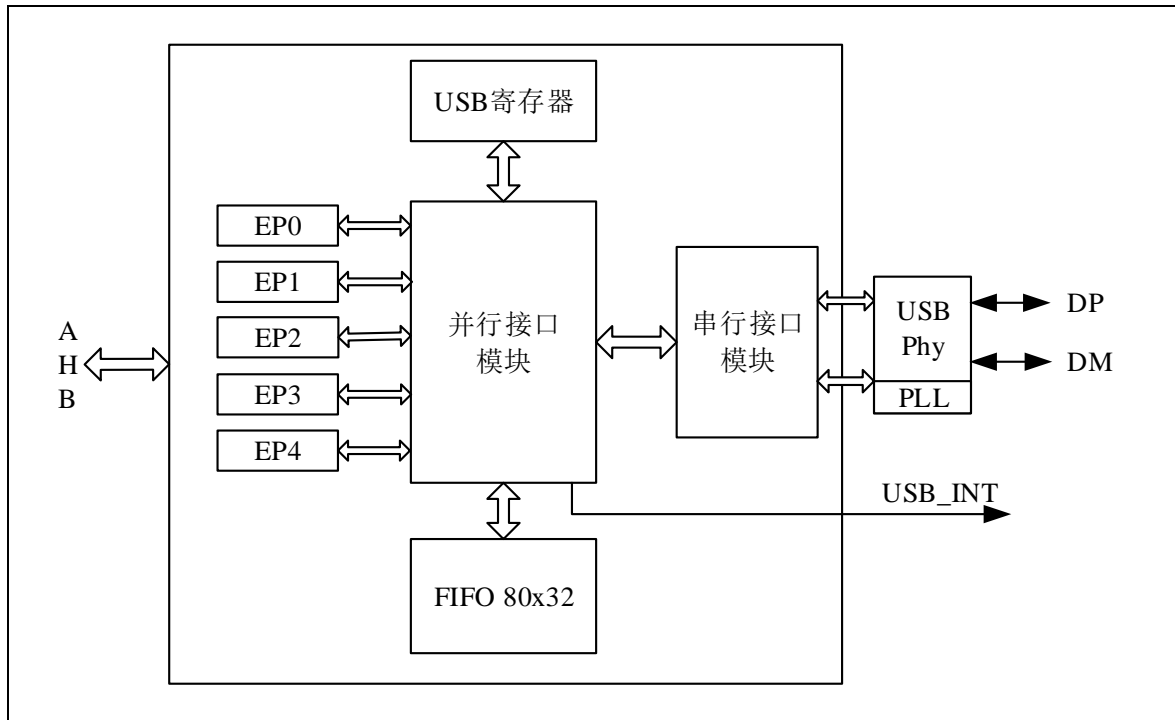 USB寄存器
EP0
EP1
EP2
EP3
EP4
A
H
B
并行接口
模块
串行接口
模块
USB
Phy
PLL
DP
DM
USB_INT
FIFO 80x32